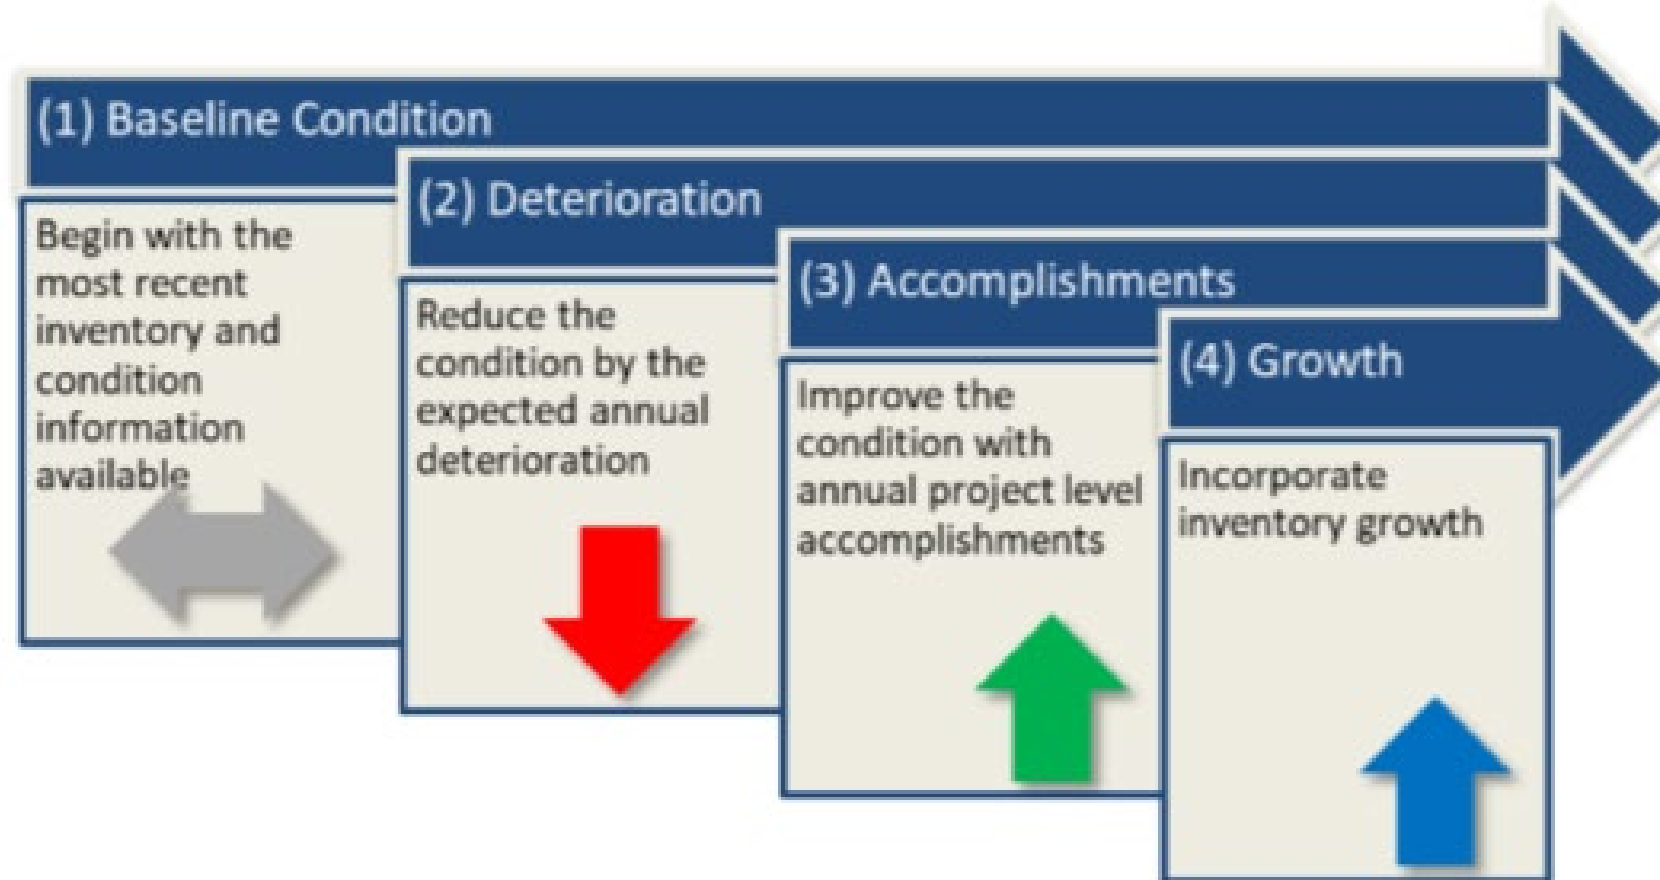 (1) Baseline Condition
Begin with the
most recent
inventory and
condition
information
available
(2) Deterioration
Reduce the
condition by the
expected annual
deterioration
(3) Accomplishments
Improve the
condition with
annual project level
accomplishments
(4) Growth
Incorporate
inventory growth